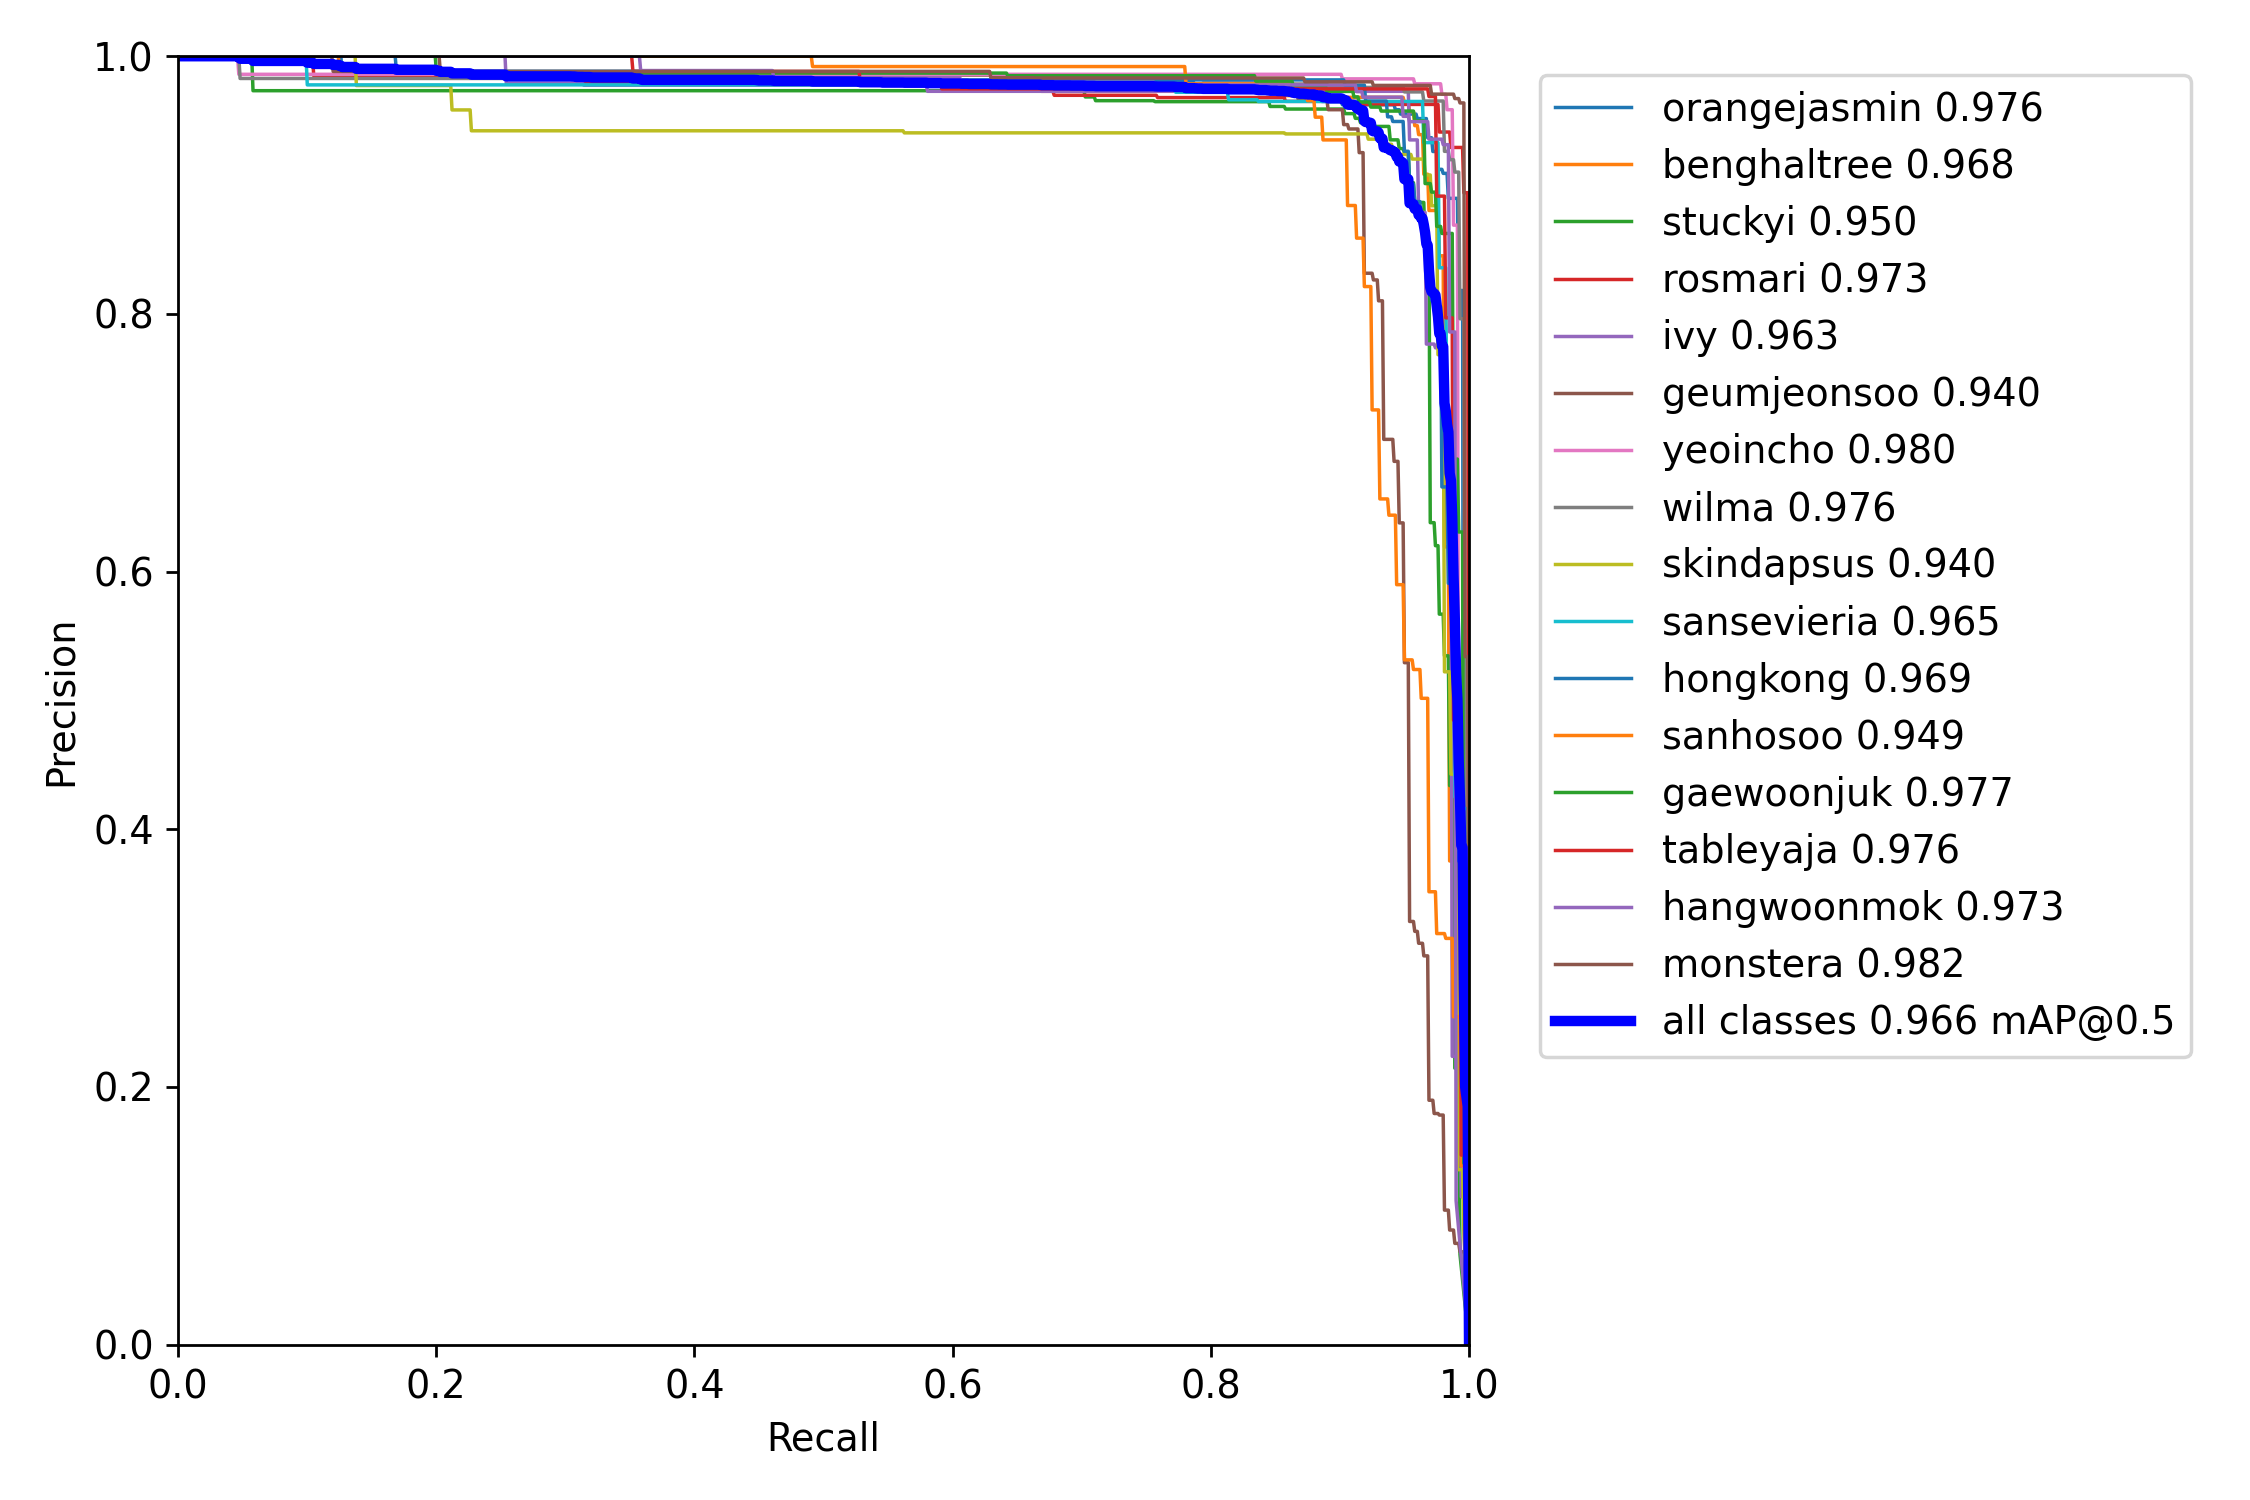 1.0
0.8
0.6
0.4
0.2
0.0
0.0 0.2 0.4 0.6 0.8 1.0
Recall
Precision
orangejasmin 0.976
benghaltree 0.968
stuckyi 0.950
rosmari 0.973
ivy 0.963
geumjeonsoo 0.940
yeoincho 0.980
wilma 0.976
skindapsus 0.940
sansevieria 0.965
hongkong 0.969
sanhosoo 0.949
gaewoonjuk 0.977
tableyaja 0.976
hangwoonmok 0.973
monstera 0.982
all classes 0.966 mAP@0.5